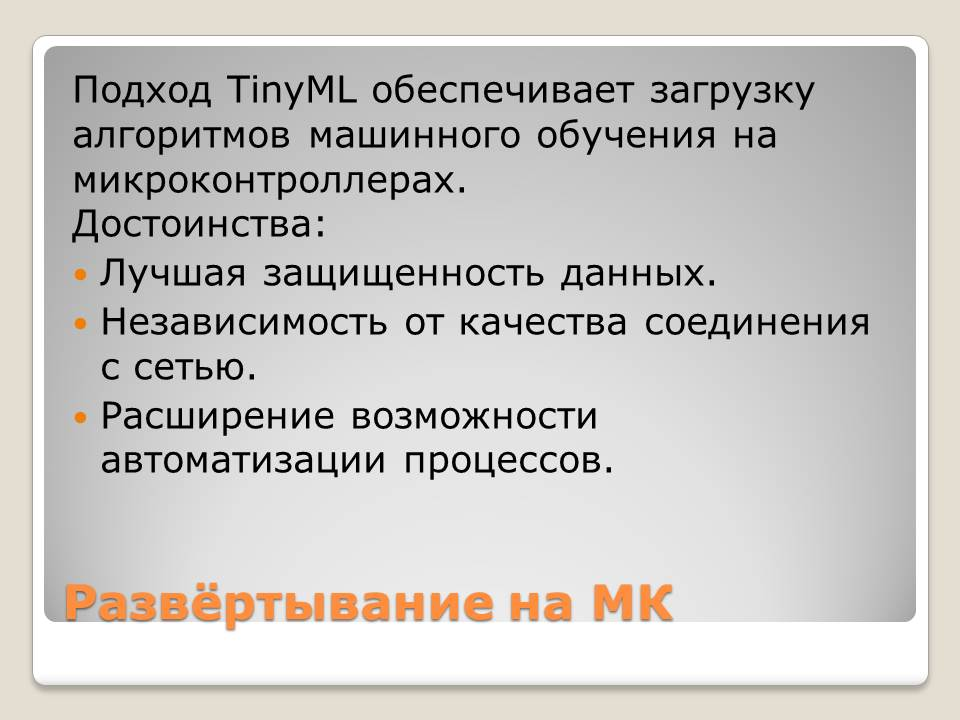 Подход TinyML обеспечивает загрузку
алгоритмов машинного обучения на
микроконтроллерах.
Достоинства:
• Лучшая защищенность данных.
• Независимость от качества соединения
с сетью.
• Расширение возможности
автоматизации процессов.
Развёртывание на МК